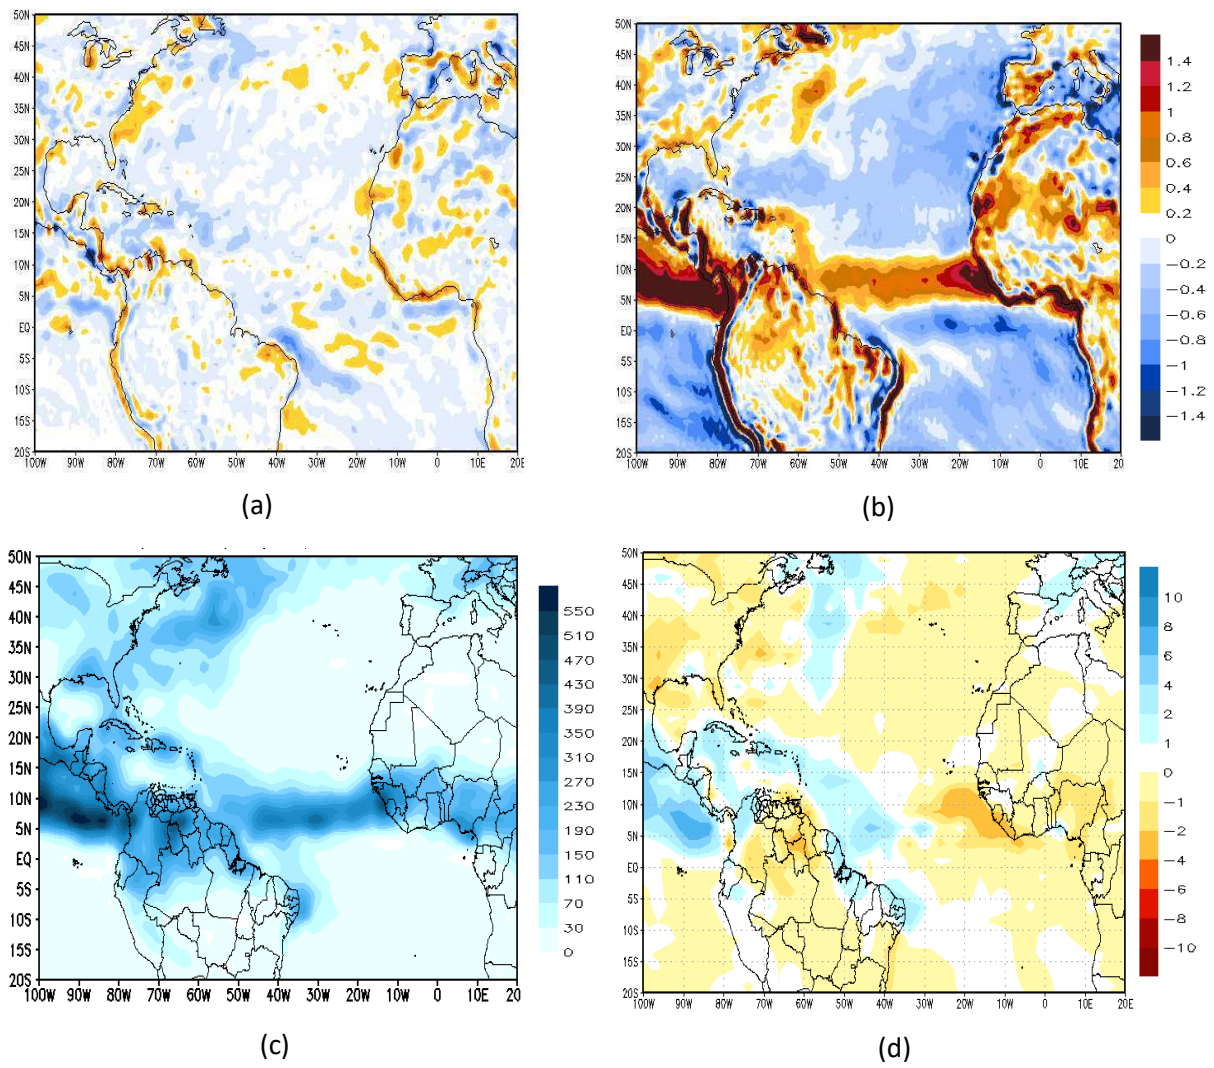 50N
45N
40N
35N
30N
25N
20N
15N
10N
5N
EQ
5S
10S
15S
20S
100W 90W 80W 70W 60W 50W 40W 30W 20W 10W 0 10E 20E
(a)
50N
45N
40N
35N
30N
25N
20N
15N
10N
5N
EQ
5S
10S
15S
20S
100W 90W 80W 70W 60W 50W 40W 30W 20W 10W 0 10E 20
1.4
1.2
1
0.8
0.6
0.4
0.2
0
−0.2
−0.4
−0.6
−0.8
−1
−1.2
−1.4
(b)
50N
45N
40N
35N
30N
25N
20N
15N
10N
5N
EQ
5S
10S
15S
20S
100W 90W 80W 70W 60W 50W 40W 30W 20W 10W 0 10E 20
550
510
470
430
390
350
310
270
230
190
150
110
70
30
0
(c)
50N
45N
40N
35N
30N
25N
20N
15N
10N
5N
EQ
5S
10S
15S
20S
100W 90W 80W 70W 60W 50W 40W 30W 20W 10W 0 10E 20E
10
8
6
4
2
1
0
−1
−2
−4
−6
−8
−10
(d)